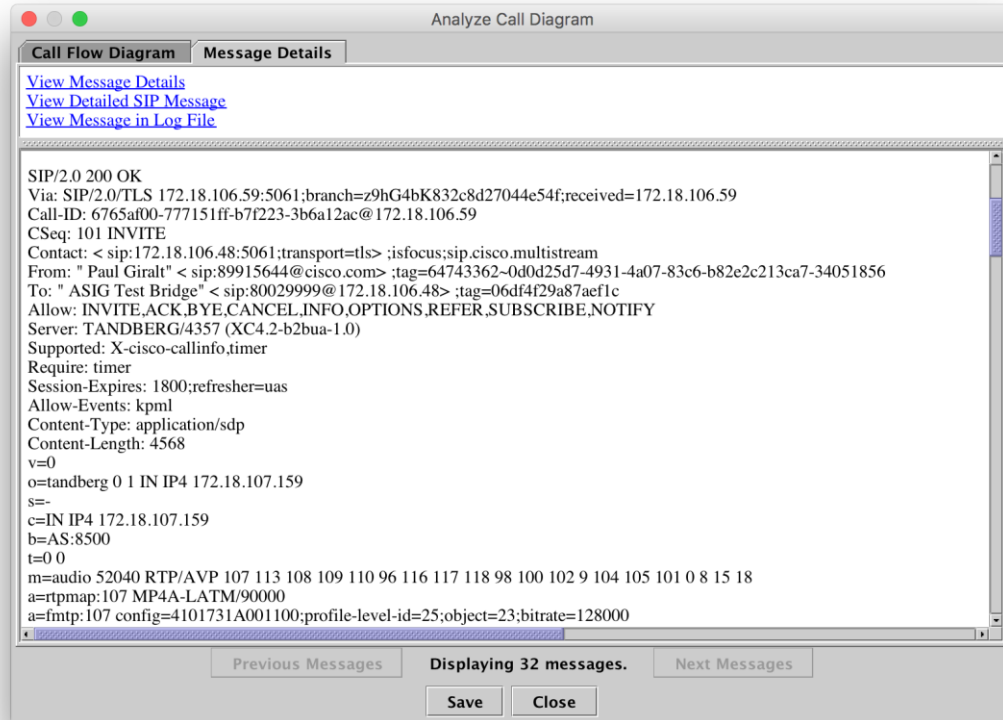 Analyze Call Diagram
Call Flow Diagram Message Details
View Message Details
View Detailed SIP Message
View Message in Log File
SIP/2.0 200 OK
Via: SIP/2.0/TLS 172.18.106.59:5061;branch=z9hG4bK832c8d27044e54f;received=172.18.106.59
Call-ID: 6765af00-777151ff-b7f223-3b6a12ac@172.18.106.59
CSeq: 101 INVITE
Contact: < sip:172.18.106.48:5061;transport=tls> ;isfocus;sip.cisco.multistream
From: " Paul Giralt" < sip:89915644@cisco.com> ;tag=64743362~0d0d25d7-4931-4a07-83c6-b82e2c213ca7-34051856
To: " ASIG Test Bridge" < sip:80029999@172.18.106.48> ;tag=06df4f29a87aef1c
Allow: INVITE,ACK,BYE,CANCEL,INFO,OPTIONS,REFER,SUBSCRIBE,NOTIFY
Server: TANDBERG/4357 (XC4.2-b2bua-1.0)
Supported: X-cisco-callinfo,timer
Require: timer
Session-Expires: 1800;refresher=uas
Allow-Events: kpml
Content-Type: application/sdp
Content-Length: 4568
v=0
o=tandberg 0 1 IN IP4 172.18.107.159
s=-
c=IN IP4 172.18.107.159
b=AS:8500
t=0 0
m=audio 52040 RTP/AVP 107 113 108 109 110 96 116 117 118 98 100 102 9 104 105 101 0 8 15 18
a=rtpmap:107 MP4A-LATM/90000
a=fmtp:107 config=4101731A001100;profile-level-id=25;object=23;bitrate=128000
Previous Messages Displaying 32 messages. Next Messages
Save Close